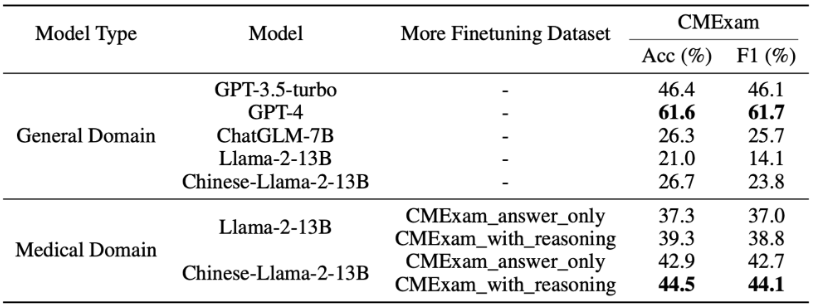 Model Type Model More Finetuning Dataset CMExam
Acc (%) F1 (%)
General Domain
GPT-3.5-turbo - 46.4 46.1
GPT-4 - 61.6 61.7
ChatGLM-7B - 26.3 25.7
Llama-2-13B - 21.0 14.1
Chinese-Llama-2-13B - 26.7 23.8
Medical Domain
Llama-2-13B
CMExam_answer_only 37.3 37.0
CMExam_with_reasoning 39.3 38.8
Chinese-Llama-2-13B
CMExam_answer_only 42.9 42.7
CMExam_with_reasoning 44.5 44.1